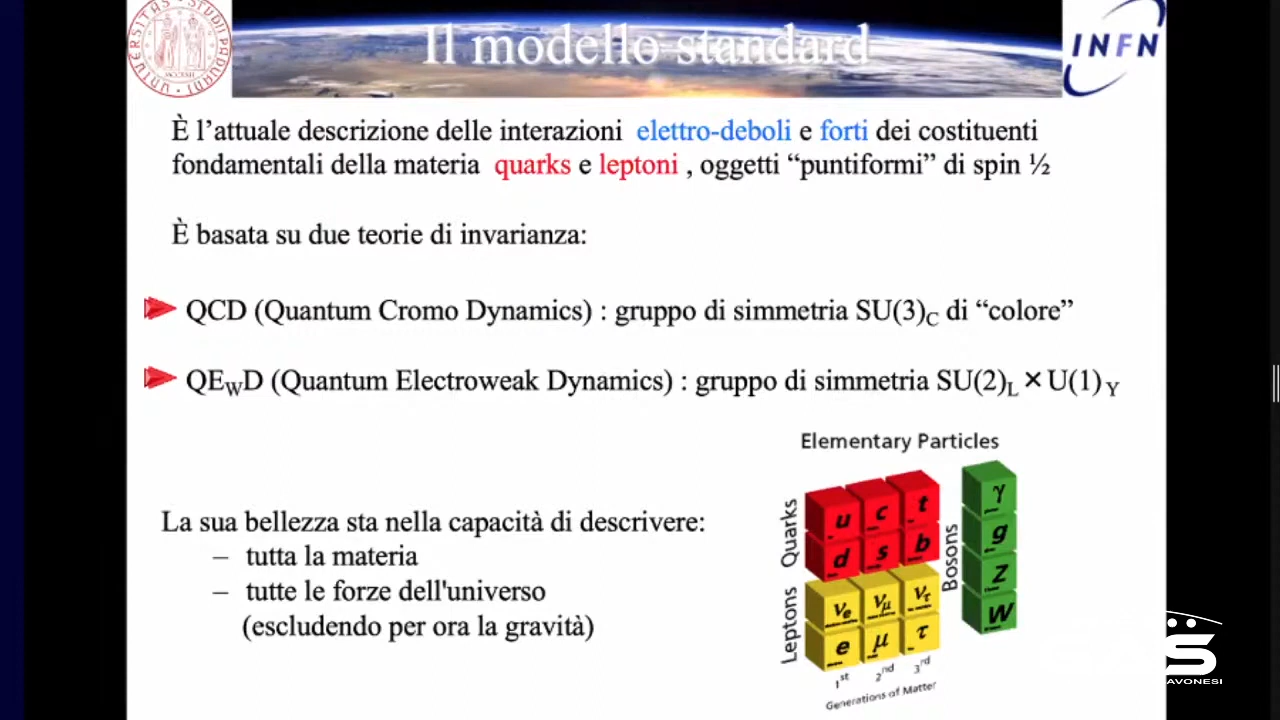 Il modello standard
INFN
È l'attuale descrizione delle interazioni elettro-deboli e forti dei costituenti
fondamentali della materia quarks e leptoni , oggetti “puntiformi” di spin ½
È basata su due teorie di invarianza:
QCD (Quantum Cromo Dynamics) : gruppo di simmetria SU(3)C di “colore”
QEWD (Quantum Electroweak Dynamics) : gruppo di simmetria SU(2)L × U(1)Y
La sua bellezza sta nella capacità di descrivere:
– tutta la materia
– tutte le forze dell'universo
(escludendo per ora la gravità)
Elementary Particles
Quarks
u c t
d s b
Leptons
νe νμ ντ
e μ τ
Bosons
γ
g
Z
W
1st 2nd 3rd
Generations of Matter
S
AVONESI